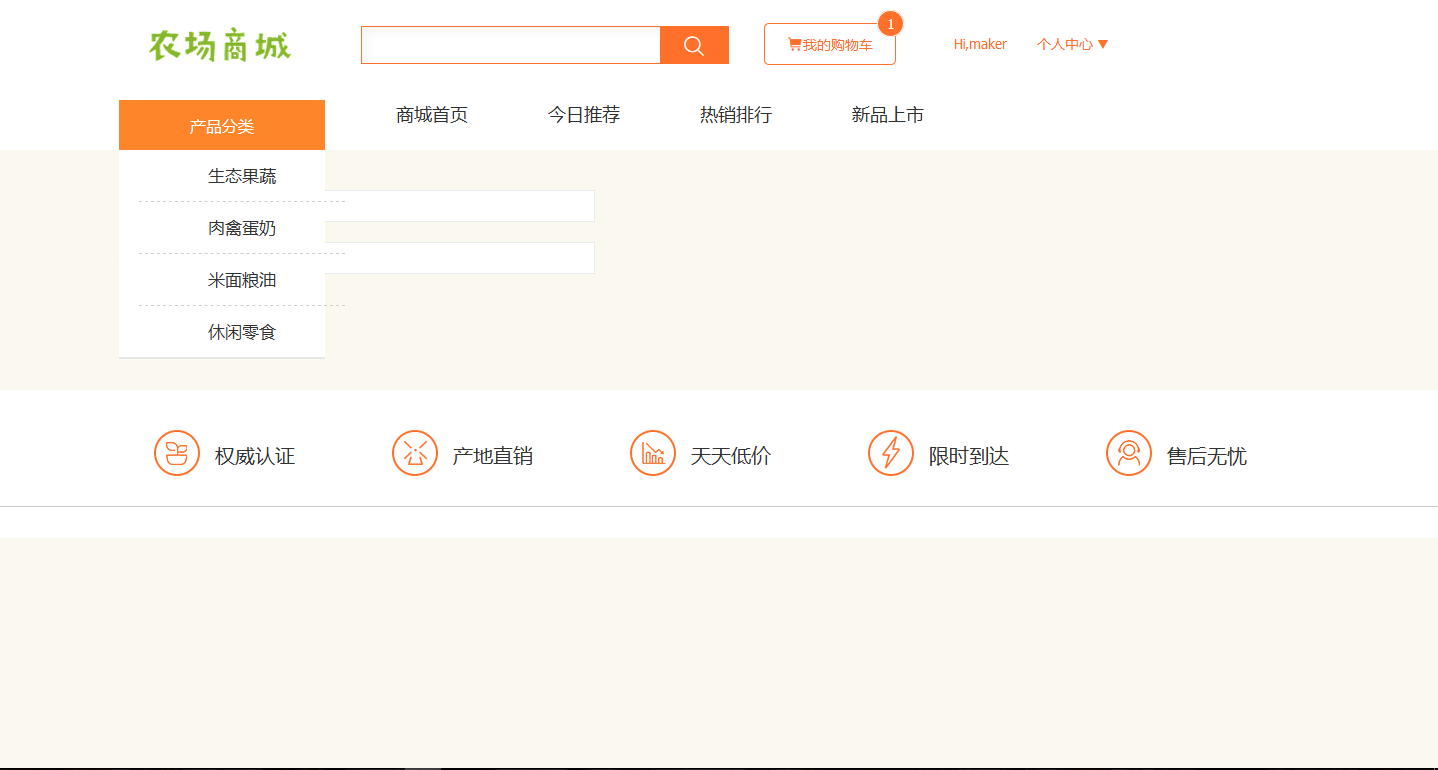 农场商城
1
我的购物车
Hi,maker
个人中心 ▼
产品分类
商城首页
今日推荐
热销排行
新品上市
生态果蔬
肉禽蛋奶
米面粮油
休闲零食
权威认证
产地直销
天天低价
限时到达
售后无忧